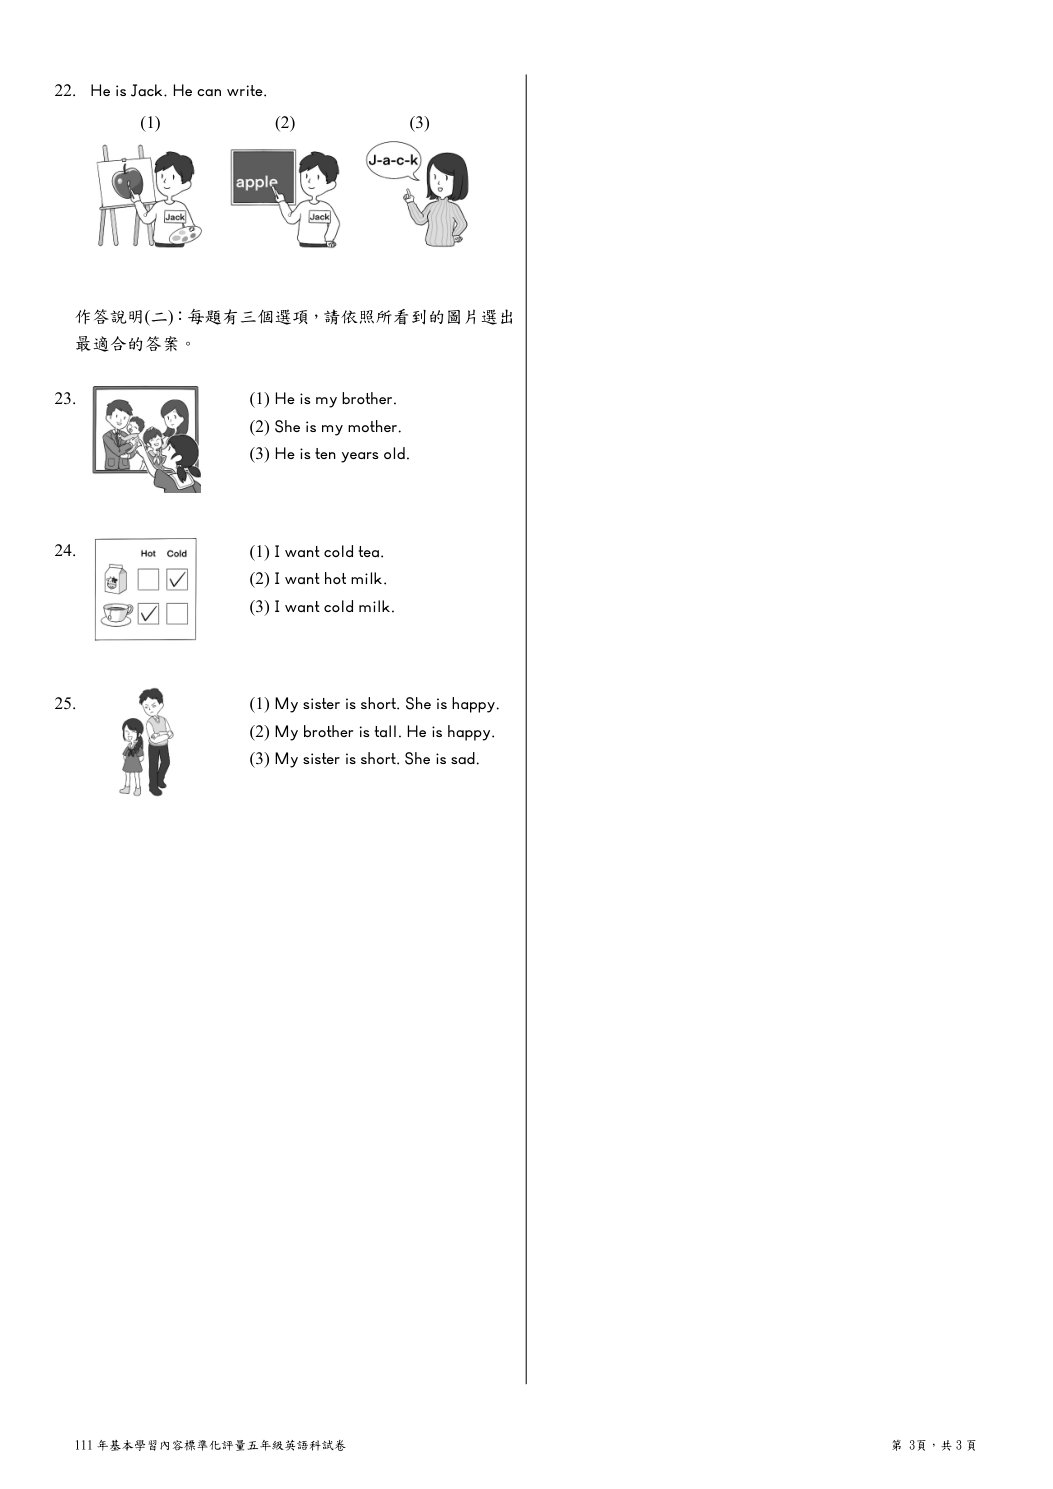 22. He is Jack. He can write.
(1) (2) (3)
J-a-c-k
apple
Jack Jack
作答說明(二)：每題有三個選項，請依照所看到的圖片選出
最適合的答案。
23. (1) He is my brother.
(2) She is my mother.
(3) He is ten years old.
24. (1) I want cold tea.
Hot Cold
(2) I want hot milk.
(3) I want cold milk.
25. (1) My sister is short. She is happy.
(2) My brother is tall. He is happy.
(3) My sister is short. She is sad.
111 年基本學習內容標準化評量五年級英語科試卷 第 3頁，共 3 頁